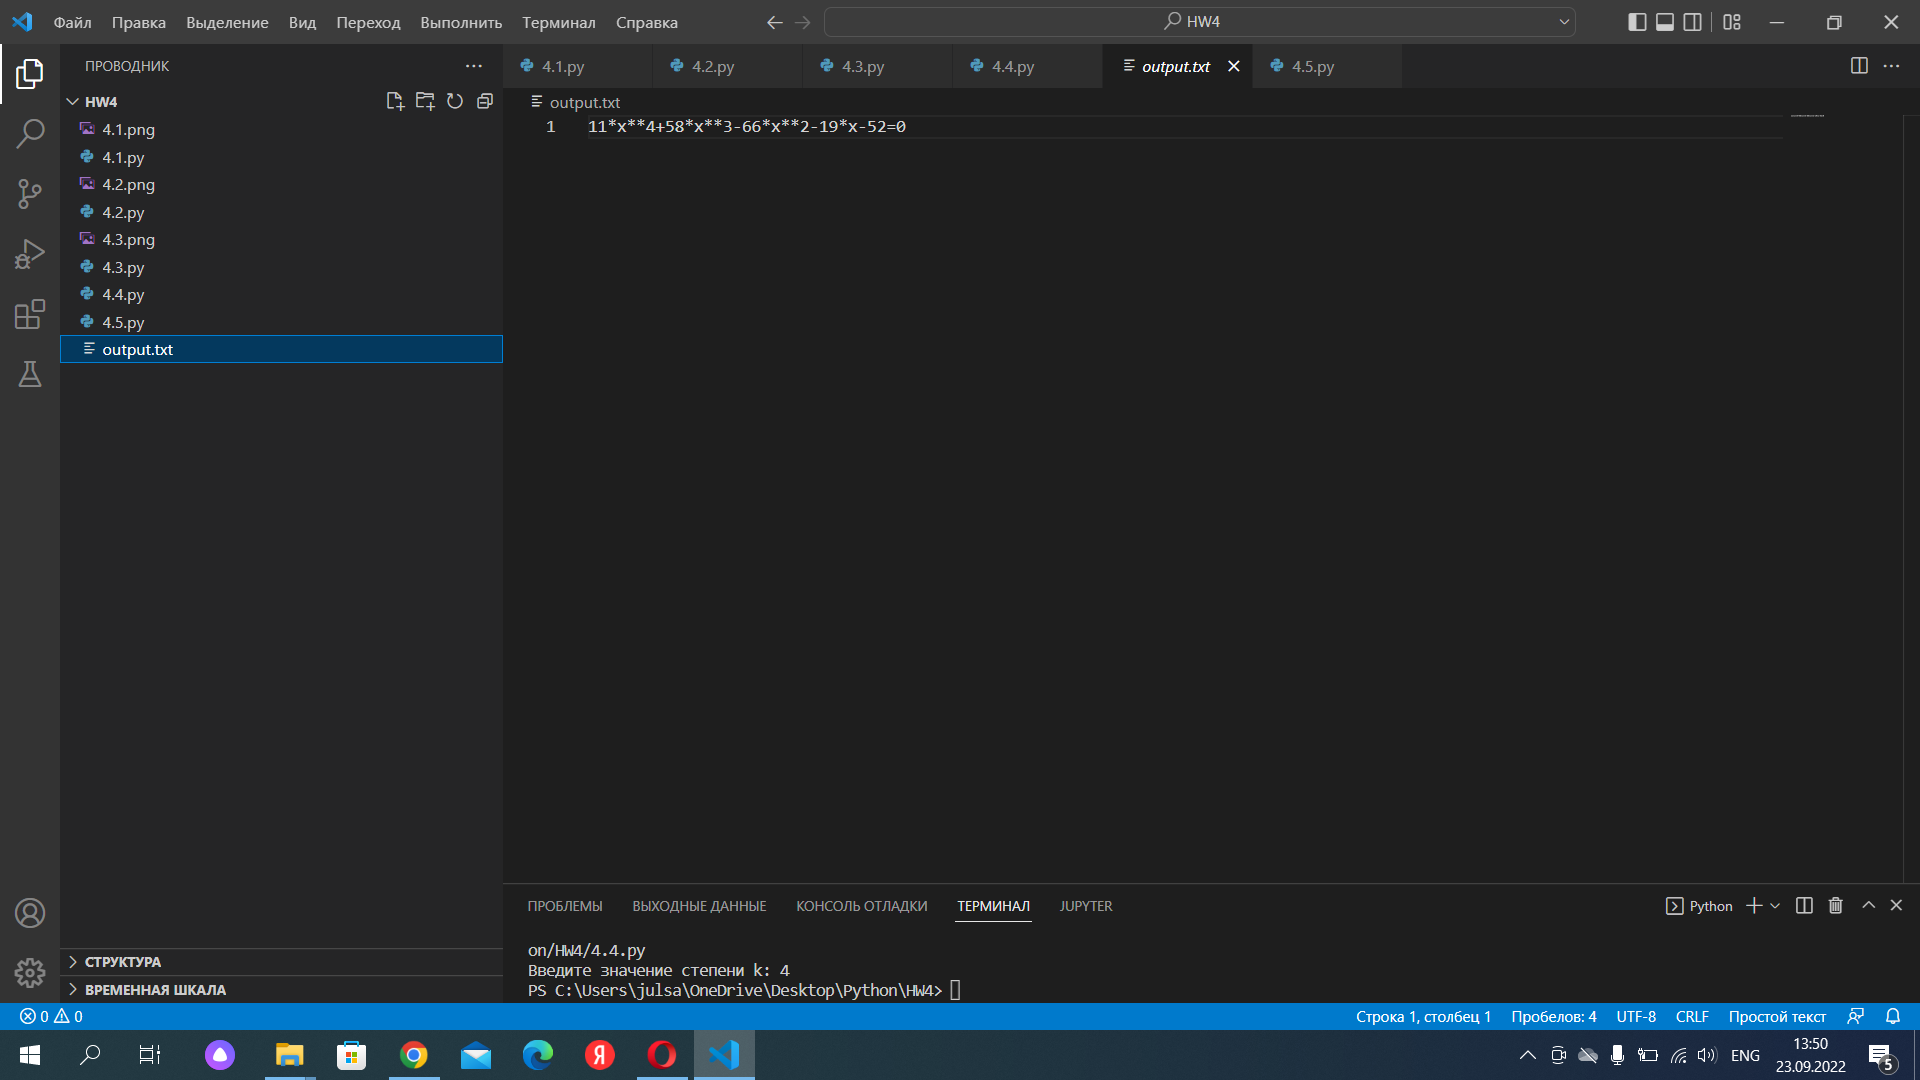 Файл Правка Выделение Вид Переход Выполнить Терминал Справка HW4
ПРОВОДНИК
HW4
4.1.png
4.1.py
4.2.png
4.2.py
4.3.png
4.3.py
4.4.py
4.5.py
output.txt
СТРУКТУРА
ВРЕМЕННАЯ ШКАЛА
4.1.py 4.2.py 4.3.py 4.4.py output.txt 4.5.py
output.txt
1 11*x**4+58*x**3-66*x**2-19*x-52=0
ПРОБЛЕМЫ ВЫХОДНЫЕ ДАННЫЕ КОНСОЛЬ ОТЛАДКИ ТЕРМИНАЛ JUPYTER Python
on/HW4/4.4.py
Введите значение степени k: 4
PS C:\Users\julsa\OneDrive\Desktop\Python\HW4>
0 0 Строка 1, столбец 1 Пробелов: 4 UTF-8 CRLF Простой текст
Я ENG 13:50
23.09.2022 5